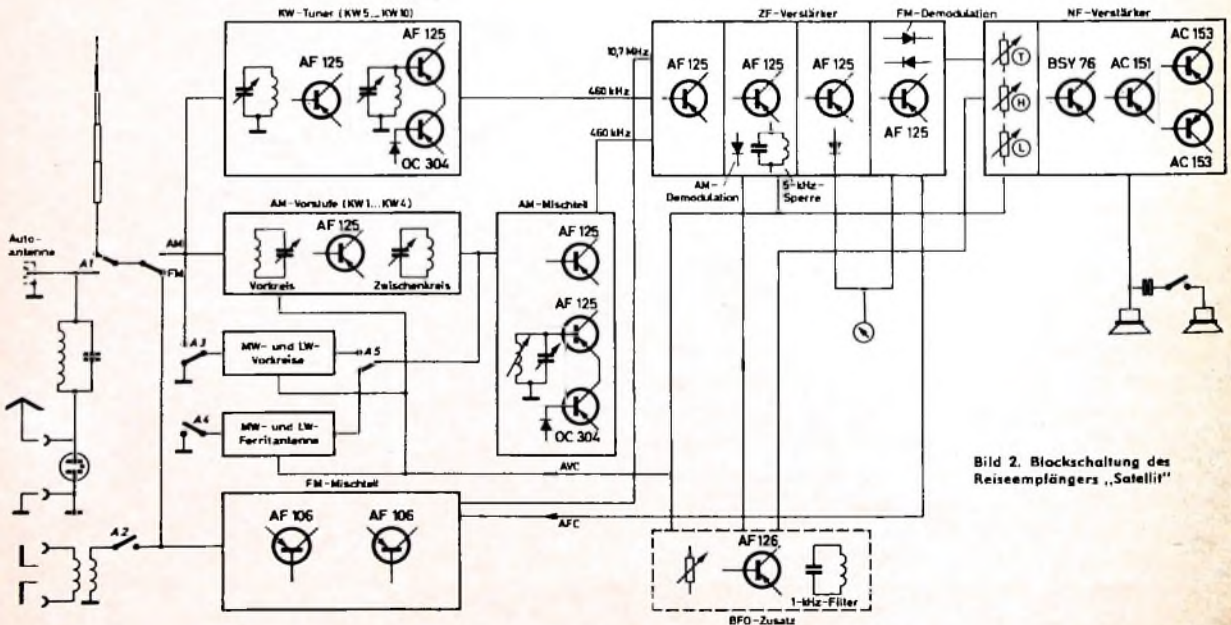 KW-Tuner (KW5...KW10)
AF 125
AF 125
OC 304
ZF-Verstärker
FM-Demodulation
NF-Verstärker
10,7 MHz
460 kHz
460 kHz
AF 125
AF 125
AF 125
AF 125
AM-
Demodulation
5-kHz-
Sperre
T
H
L
BSY 76
AC 151
AC 153
AC 153
AM-Vorstufe (KW1...KW4)
AF 125
Vorkreis
Zwischenkreis
AM-Mischteil
AF 125
AF 125
OC 304
Auto-
antenne
A1
AM
FM
A3
MW- und LW-
Vorkreise
A5
A4
MW- und LW-
Ferritantenne
AVC
FM-Mischteil
AF 106
AF 106
A2
AFC
AF 126
1-kHz-Filter
BFO-Zusatz
Bild 2. Blockschaltung des
Reiseempfängers „Satellit"